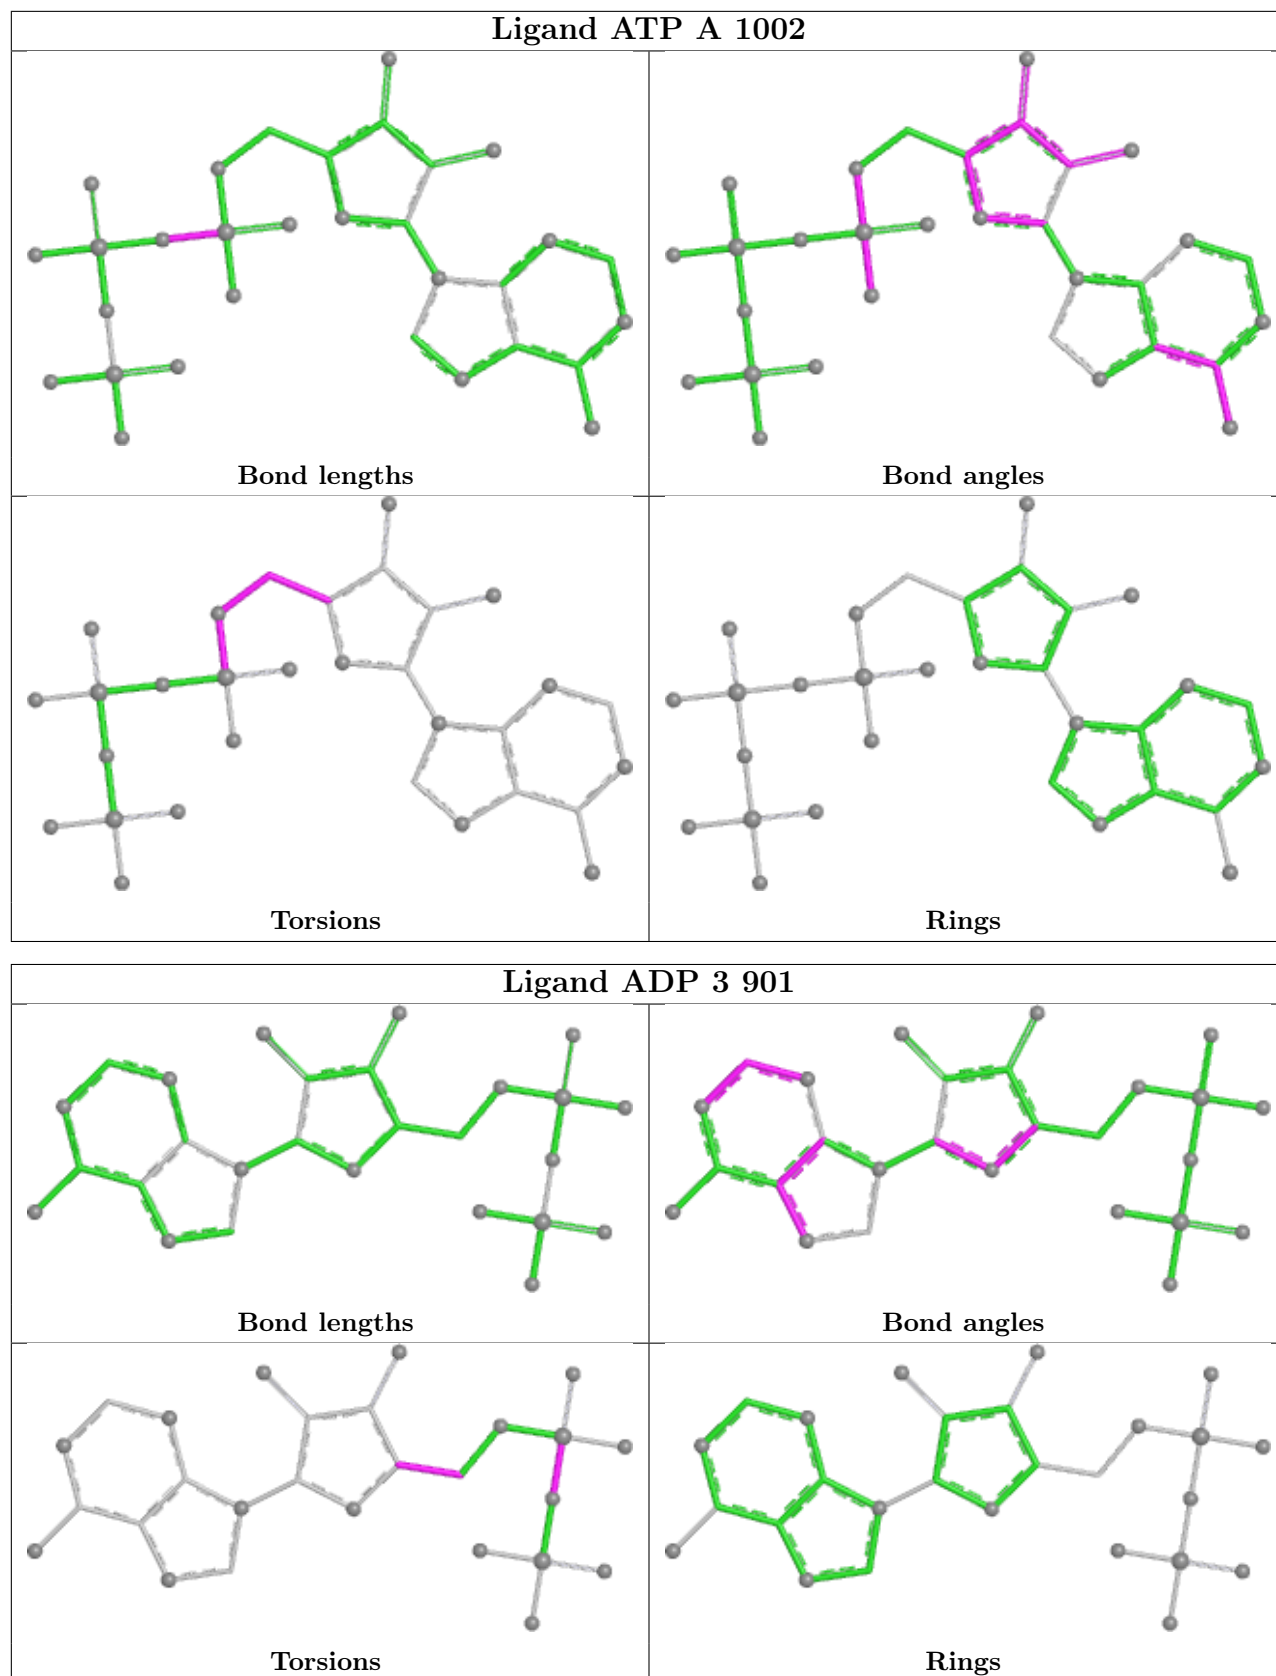 Ligand ATP A 1002
Bond lengths
Bond angles
Torsions
Rings
Ligand ADP 3 901
Bond lengths
Bond angles
Torsions
Rings